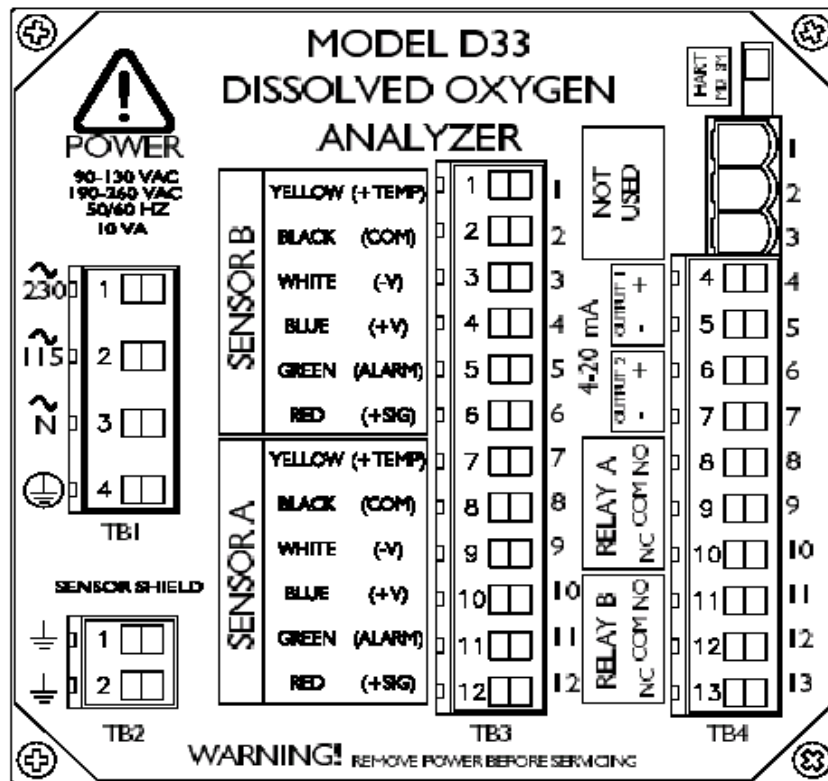 MODEL D33
DISSOLVED OXYGEN
ANALYZER
POWER
90-130 VAC
190-260 VAC
50/60 HZ
10 VA
230 1
115 2
N 3
4
TB1
SENSOR SHIELD
1
2
TB2
SENSOR B
YELLOW (+TEMP) 1 1
BLACK (COM) 2 2
WHITE (-V) 3 3
BLUE (+V) 4 4
GREEN (ALARM) 5 5
RED (+SIG) 6 6
SENSOR A
YELLOW (+TEMP) 7 7
BLACK (COM) 8 8
WHITE (-V) 9 9
BLUE (+V) 10 10
GREEN (ALARM) 11 11
RED (+SIG) 12 12
TB3
HART
NOT
USED
1
2
3
4-20 mA
OUTPUT 1
+ 4 4
- 5 5
OUTPUT 2
+ 6 6
- 7 7
RELAY A
NO 8 8
COM 9 9
NC 10 10
RELAY B
NO 11 11
COM 12 12
NC 13 13
TB4
WARNING! REMOVE POWER BEFORE SERVICING